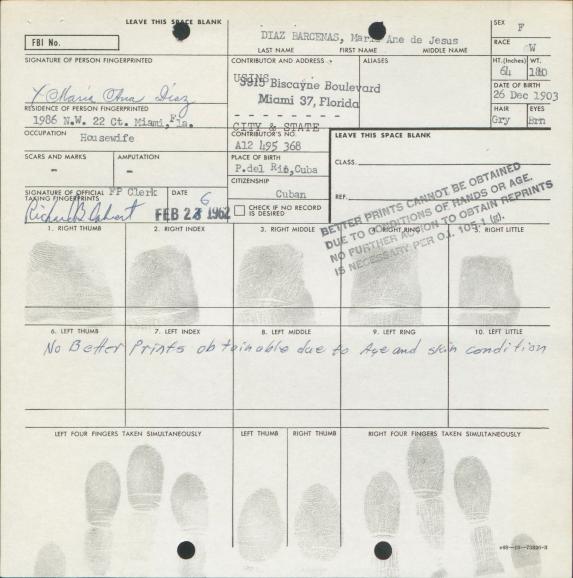 LEAVE THIS SPACE BLANK
FBI No.
DIAZ BARCENAS, Maria Ane de Jesus
LAST NAME FIRST NAME MIDDLE NAME
SEX F
RACE W
SIGNATURE OF PERSON FINGERPRINTED
X Maria Ana Diaz
CONTRIBUTOR AND ADDRESS
USINS
5915 Biscayne Boulevard
Miami 37, Florida
CITY & STATE
ALIASES
HT. (Inches) WT.
64 180
DATE OF BIRTH
26 Dec 1903
HAIR EYES
Gry Brn
RESIDENCE OF PERSON FINGERPRINTED
1986 N.W. 22 Ct. Miami, Fla.
OCCUPATION
Housewife
CONTRIBUTOR'S NO.
A12 495 368
LEAVE THIS SPACE BLANK
SCARS AND MARKS AMPUTATION
- -
PLACE OF BIRTH
P.del Rio, Cuba
CLASS.
CITIZENSHIP
Cuban
REF.
SIGNATURE OF OFFICIAL TAKING FINGERPRINTS
FP Clerk
DATE
FEB 26 1962
CHECK IF NO RECORD IS DESIRED
BETTER PRINTS CANNOT BE OBTAINED
DUE TO CONDITIONS OF HANDS OR AGE.
NO FURTHER ACTION TO OBTAIN REPRINTS
IS NECESSARY PER O.I. 105.1 (g).
1. RIGHT THUMB 2. RIGHT INDEX 3. RIGHT MIDDLE 4. RIGHT RING 5. RIGHT LITTLE
6. LEFT THUMB 7. LEFT INDEX 8. LEFT MIDDLE 9. LEFT RING 10. LEFT LITTLE
No Better Prints obtainable due to Age and skin condition
LEFT FOUR FINGERS TAKEN SIMULTANEOUSLY LEFT THUMB RIGHT THUMB RIGHT FOUR FINGERS TAKEN SIMULTANEOUSLY